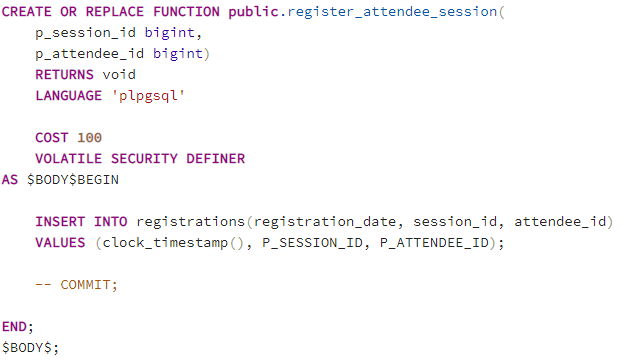 CREATE OR REPLACE FUNCTION public.register_attendee_session(
    p_session_id bigint,
    p_attendee_id bigint)
    RETURNS void
    LANGUAGE 'plpgsql'

    COST 100
    VOLATILE SECURITY DEFINER
AS $BODY$BEGIN

    INSERT INTO registrations(registration_date, session_id, attendee_id)
    VALUES (clock_timestamp(), P_SESSION_ID, P_ATTENDEE_ID);

    -- COMMIT;

END;
$BODY$;